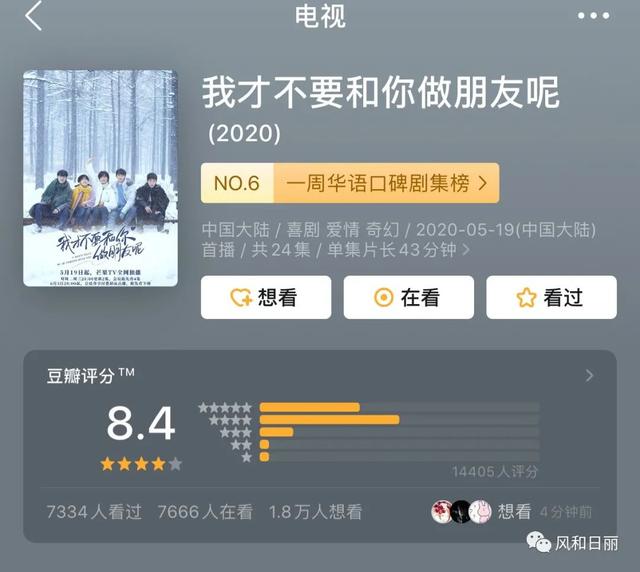 电视
我才不要和你做朋友呢
(2020)
NO.6 一周华语口碑剧集榜
中国大陆 / 喜剧 爱情 奇幻 / 2020-05-19(中国大陆)
首播 / 共24集 / 单集片长43分钟
我才不要和你
做朋友呢
5月19日起，芒果TV全网独播
想看 在看 看过
豆瓣评分™
8.4
14405人评分
7334人看过 7666人在看 1.8万人想看 想看 4分钟前
风和日丽